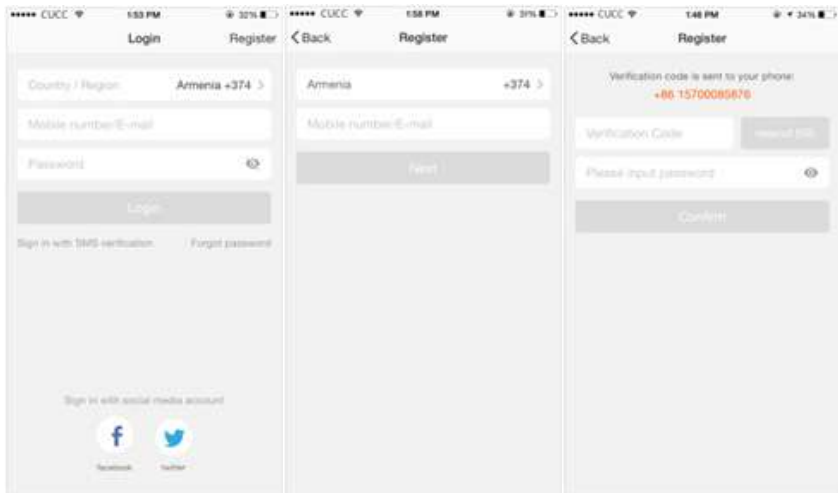 CUCC 1:53 PM 32%
Login Register
Country / Region Armenia +374
Mobile number/E-mail
Password
Login
Sign in with SMS verification Forgot password
Sign in with social media account
facebook twitter
CUCC 1:58 PM 31%
Back Register
Armenia +374
Mobile number/E-mail
Next
CUCC 1:48 PM 34%
Back Register
Verification code is sent to your phone:
+86 15700085876
Verification Code
Please input password
Confirm